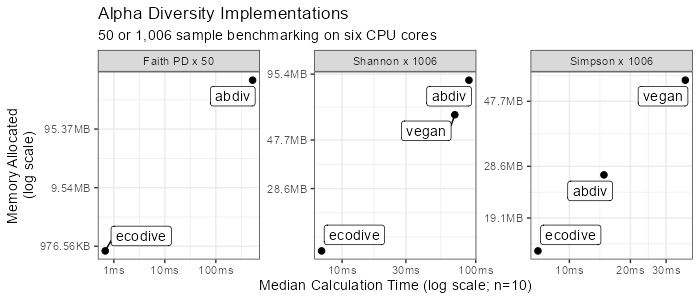 Alpha Diversity Implementations
50 or 1,006 sample benchmarking on six CPU cores
Memory Allocated
(log scale)
Faith PD x 50
95.37MB
9.54MB
976.56KB
abdiv
ecodive
1ms
10ms
100ms
Shannon x 1006
95.4MB
47.7MB
28.6MB
abdiv
vegan
ecodive
10ms
30ms
100ms
Simpson x 1006
47.7MB
28.6MB
19.1MB
vegan
abdiv
ecodive
10ms
20ms
30ms
Median Calculation Time (log scale; n=10)